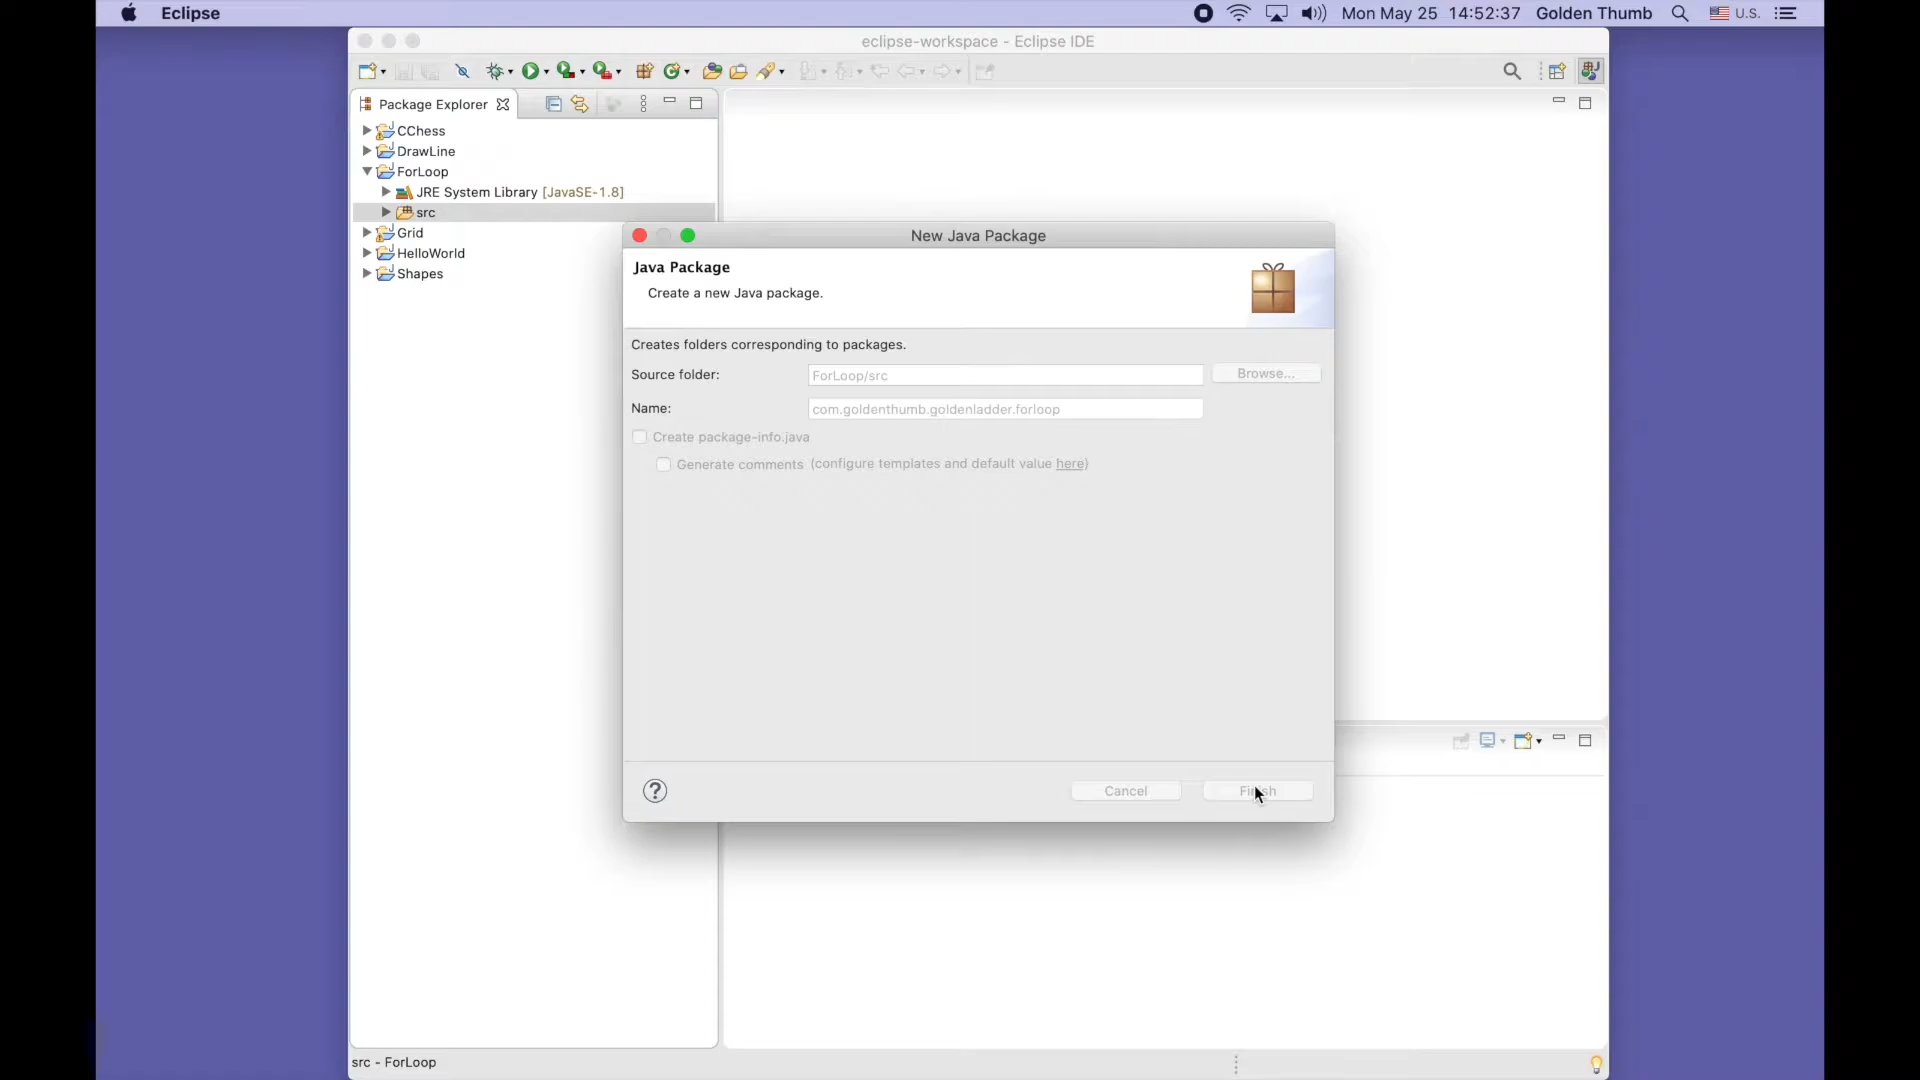 Eclipse
Mon May 25 14:52:37 Golden Thumb U.S.
eclipse-workspace - Eclipse IDE
Package Explorer
CChess
DrawLine
ForLoop
JRE System Library [JavaSE-1.8]
src
Grid
HelloWorld
Shapes
New Java Package
Java Package
Create a new Java package.
Creates folders corresponding to packages.
Source folder: ForLoop/src Browse...
Name: com.goldenthumb.goldenladder.forloop
Create package-info.java
Generate comments (configure templates and default value here)
? Cancel Finish
src - ForLoop